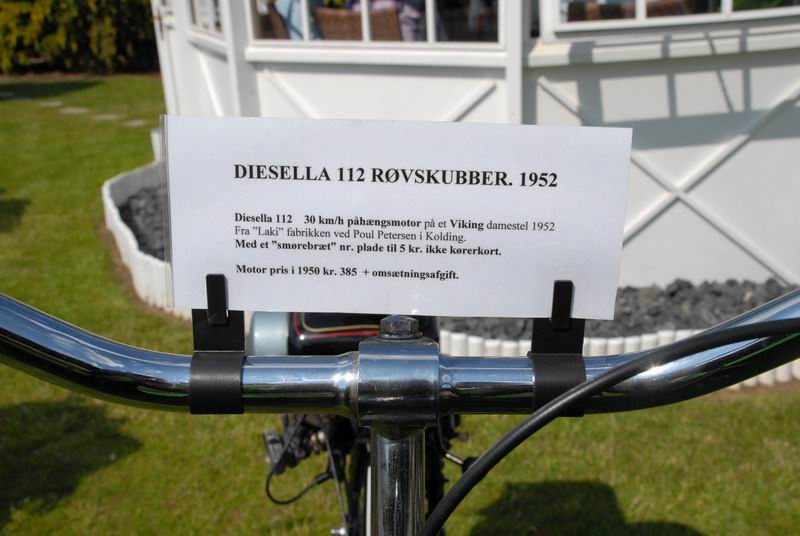 DIESELLA 112 RØVSKUBBER. 1952
Diesella 112 30 km/h påhængsmotor på et Viking damestel 1952
Fra "Laki" fabrikken ved Poul Petersen i Kolding.
Med et "smørebræt" nr. plade til 5 kr. ikke kørerkort.
Motor pris i 1950 kr. 385 + omsætningsafgift.